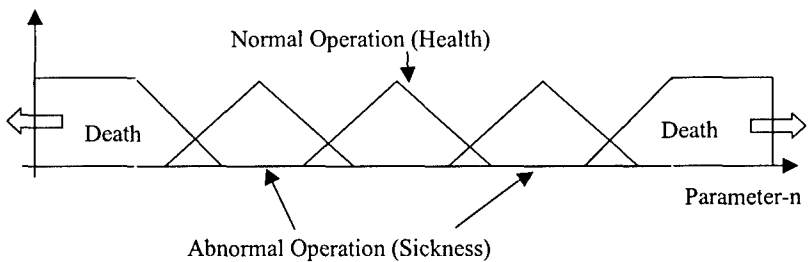 Normal Operation (Health)
Death
Death
Parameter-n
Abnormal Operation (Sickness)